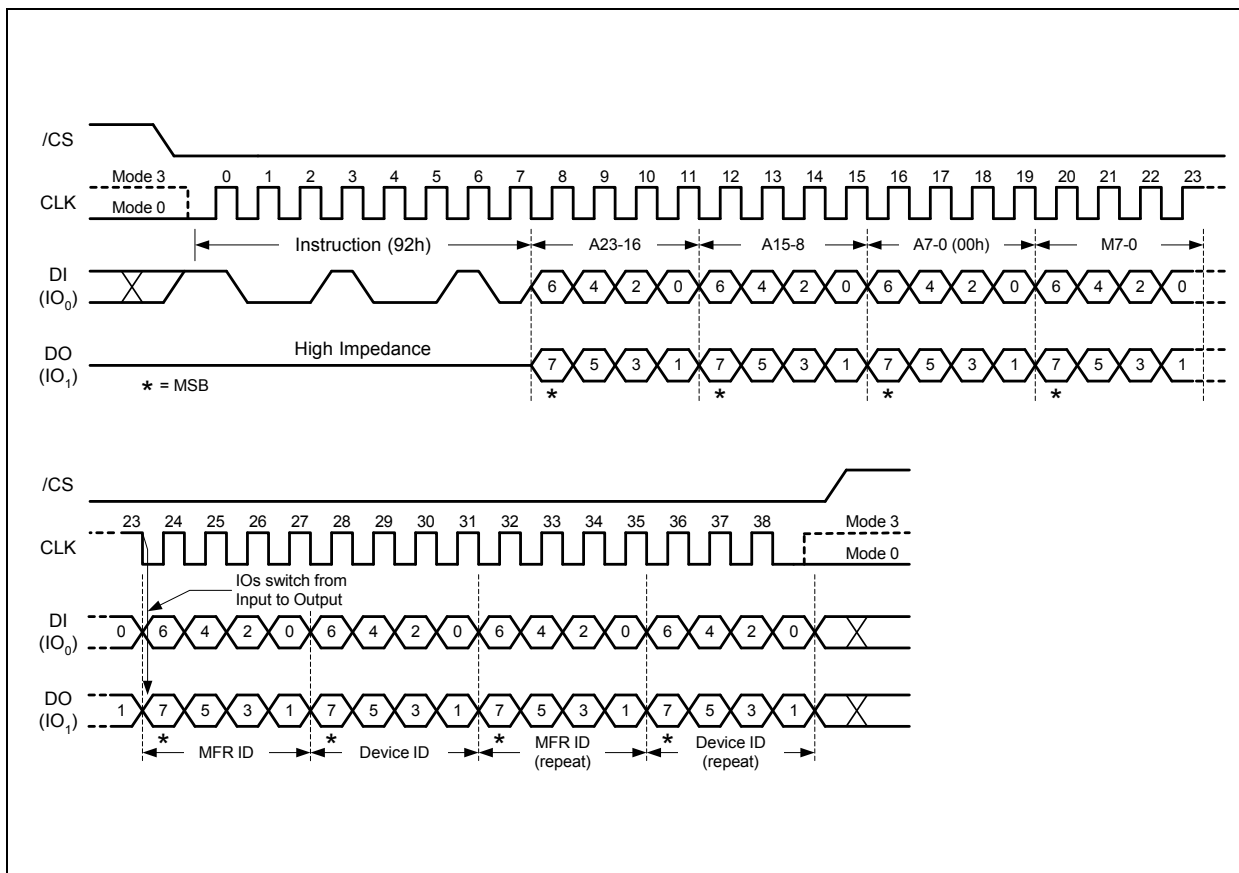 /CS
Mode 3 0 1 2 3 4 5 6 7 8 9 10 11 12 13 14 15 16 17 18 19 20 21 22 23
CLK
Mode 0
Instruction (92h) A23-16 A15-8 A7-0 (00h) M7-0
DI
(IO0) 6 4 2 0 6 4 2 0 6 4 2 0 6 4 2 0
High Impedance
DO
(IO1) 7 5 3 1 7 5 3 1 7 5 3 1 7 5 3 1
* = MSB * * * *
/CS
23 24 25 26 27 28 29 30 31 32 33 34 35 36 37 38 Mode 3
CLK
Mode 0
IOs switch from
Input to Output
DI
(IO0) 0 6 4 2 0 6 4 2 0 6 4 2 0 6 4 2 0
DO
(IO1) 1 7 5 3 1 7 5 3 1 7 5 3 1 7 5 3 1
* * * *
MFR ID Device ID MFR ID
(repeat) Device ID
(repeat)